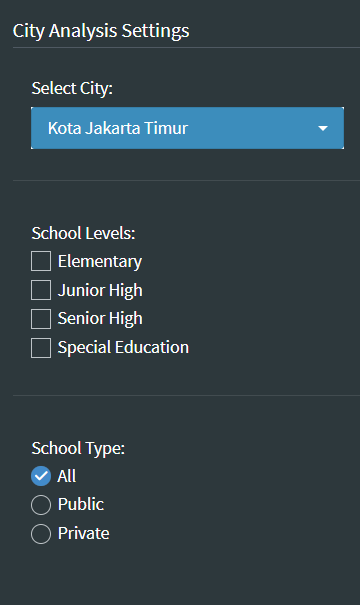 City Analysis Settings
Select City:
Kota Jakarta Timur
School Levels:
Elementary
Junior High
Senior High
Special Education
School Type:
All
Public
Private